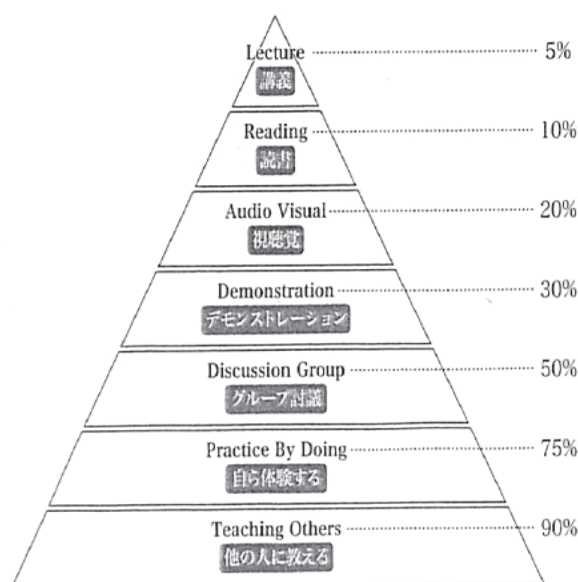 Lecture 5%
講義
Reading 10%
読書
Audio Visual 20%
視聴覚
Demonstration 30%
デモンストレーション
Discussion Group 50%
グループ討議
Practice By Doing 75%
自ら体験する
Teaching Others 90%
他の人に教える